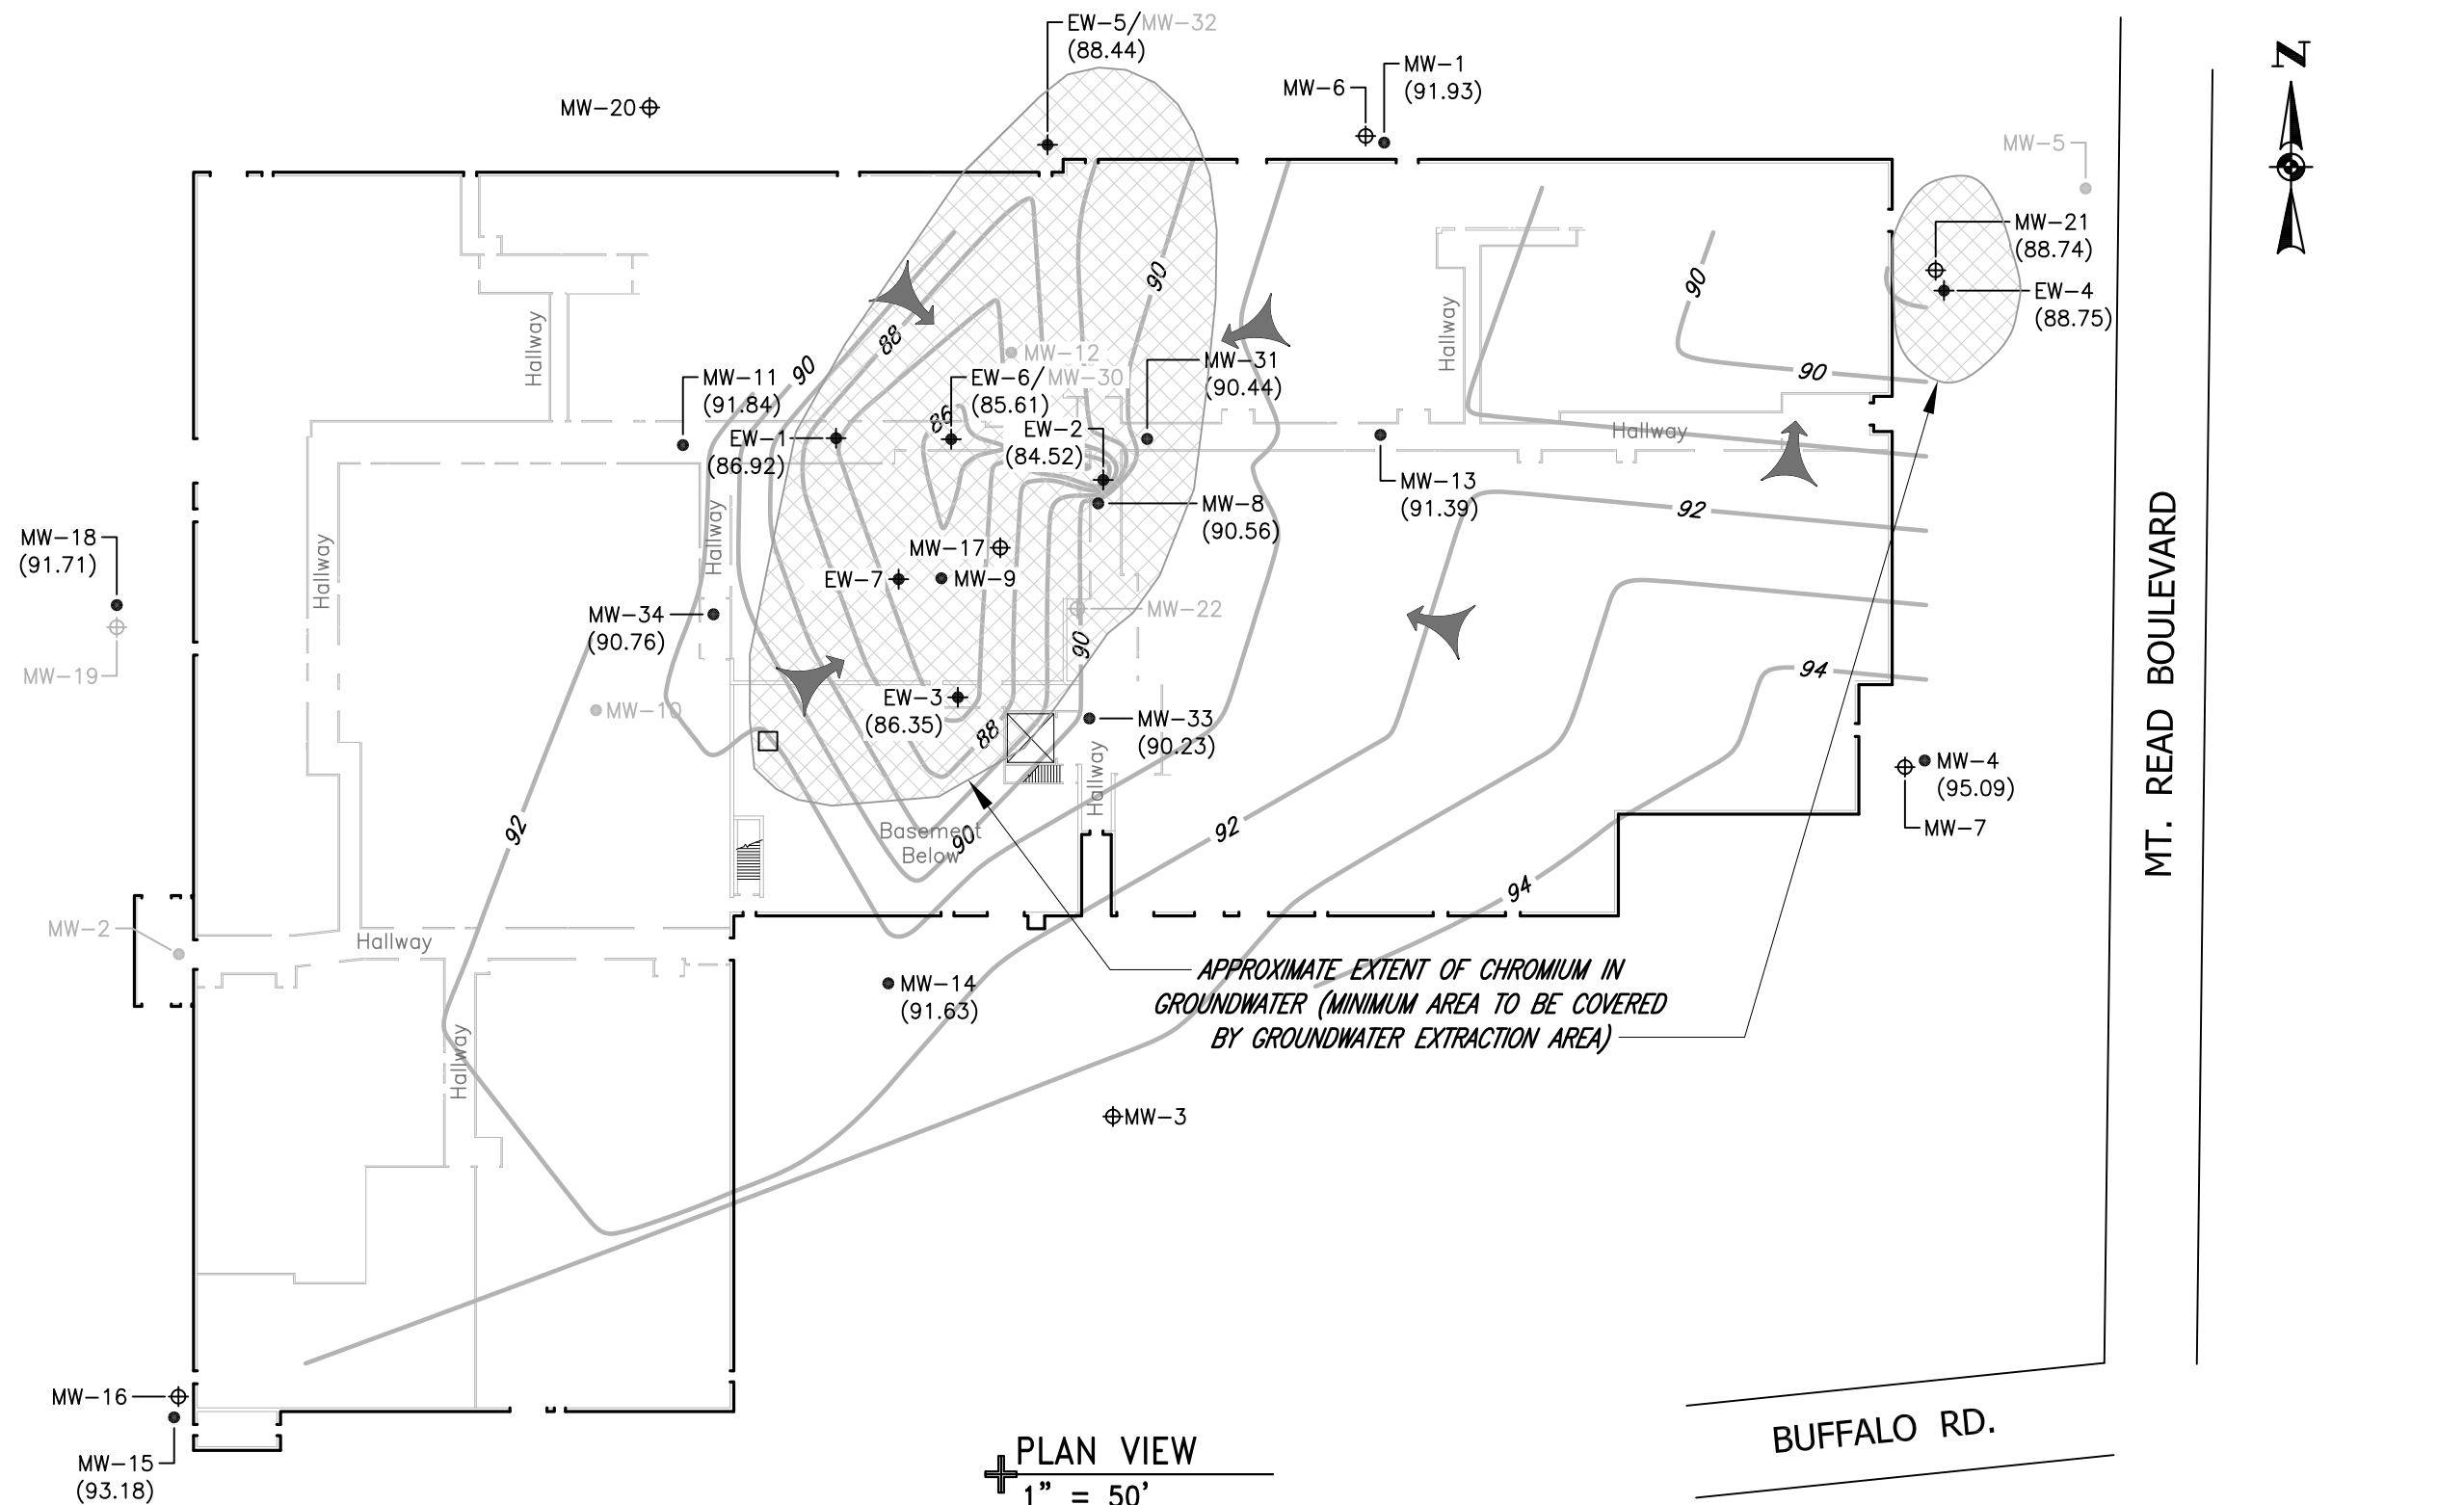 EW-5/MW-32
(88.44)
MW-1
(91.93)
MW-6
MW-20
N
MW-5
MW-21
(88.74)
EW-4
(88.75)
90
90
88
Hallway
Hallway
MW-12
MW-31
(90.44)
90
90
MW-11
(91.84)
EW-6/MW-30
(85.61)
86
EW-1
(86.92)
EW-2
(84.52)
Hallway
MW-13
(91.39)
MW-8
(90.56)
92
MW-18
(91.71)
Hallway
Hallway
MW-17
EW-7
MW-9
MW-34
(90.76)
MW-22
90
MW-19
MW-10
EW-3
(86.35)
88
MW-33
(90.23)
94
MT. READ BOULEVARD
MW-4
(95.09)
MW-7
Hallway
92
92
Basement
Below
90
94
MW-2
Hallway
APPROXIMATE EXTENT OF CHROMIUM IN
GROUNDWATER (MINIMUM AREA TO BE COVERED
BY GROUNDWATER EXTRACTION AREA)
MW-14
(91.63)
Hallway
MW-3
MW-16
MW-15
(93.18)
PLAN VIEW
1" = 50'
BUFFALO RD.